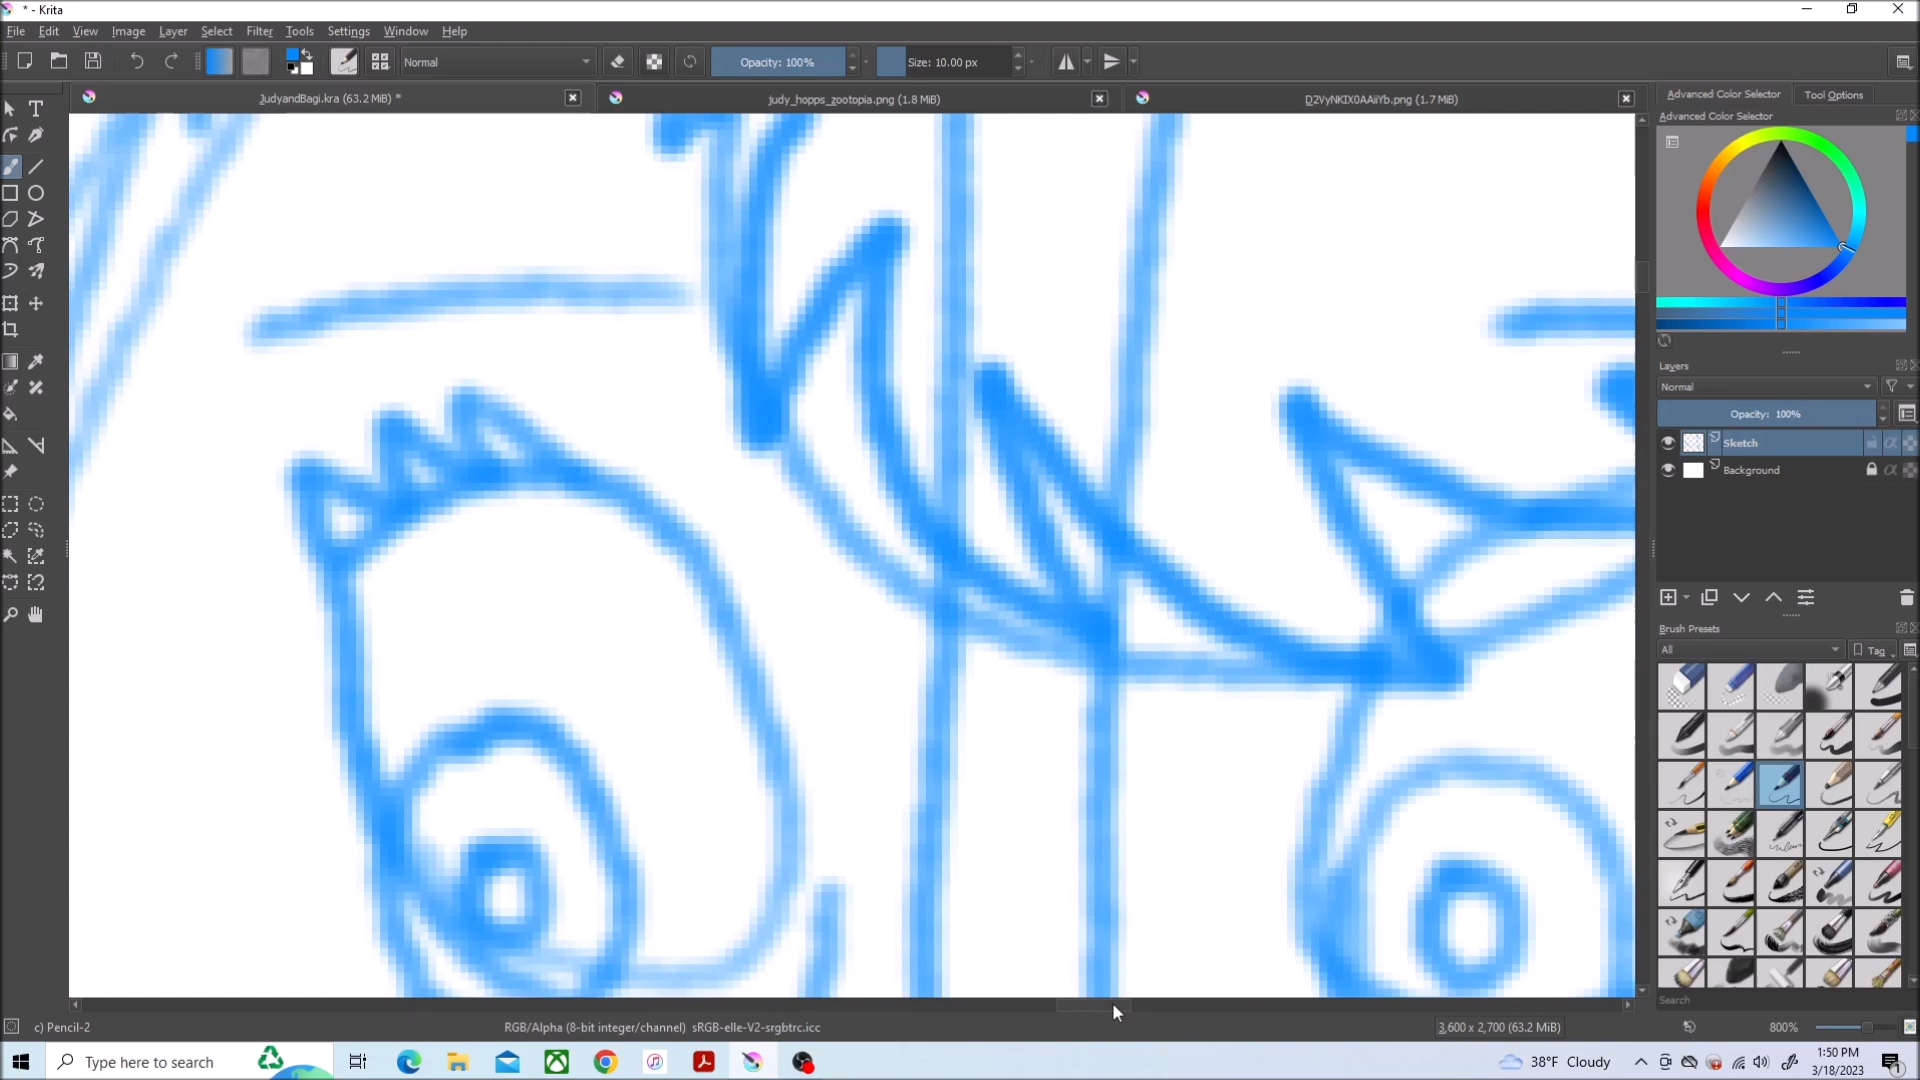 * - Krita
File Edit View Image Layer Select Filter Tools Settings Window Help
Normal Opacity: 100% Size: 10.00 px
JudyandBagi.kra (63.2 MiB) * judy_hopps_zootopia.png (1.8 MiB) D2VyNKIX0AAiiYb.png (1.7 MiB)
Advanced Color Selector Tool Options
Advanced Color Selector
Layers
Normal
Opacity: 100%
Sketch
Background
Brush Presets
All Tag
Search
c) Pencil-2 RGB/Alpha (8-bit integer/channel) sRGB-elle-V2-srgbtrc.icc 3,600 x 2,700 (63.2 MiB) 800%
Type here to search 38°F Cloudy 1:50 PM
3/18/2023 1